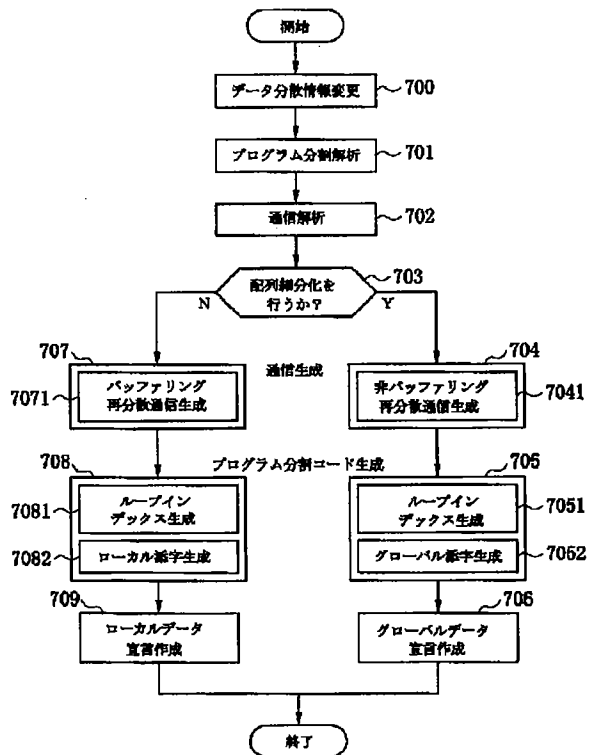 開始
データ分散情報変更
700
プログラム分割解析
701
通信解析
702
配列細分化を
行うか?
703
N
Y
707
通信生成
704
7071
バッファリング
再分散通信生成
非バッファリング
再分散通信生成
7041
708
プログラム分割コード生成
705
7081
ループイン
デックス生成
ループイン
デックス生成
7051
7082
ローカル添字生成
グローバル添字生成
7052
709
706
ローカルデータ
宣言作成
グローバルデータ
宣言作成
終了